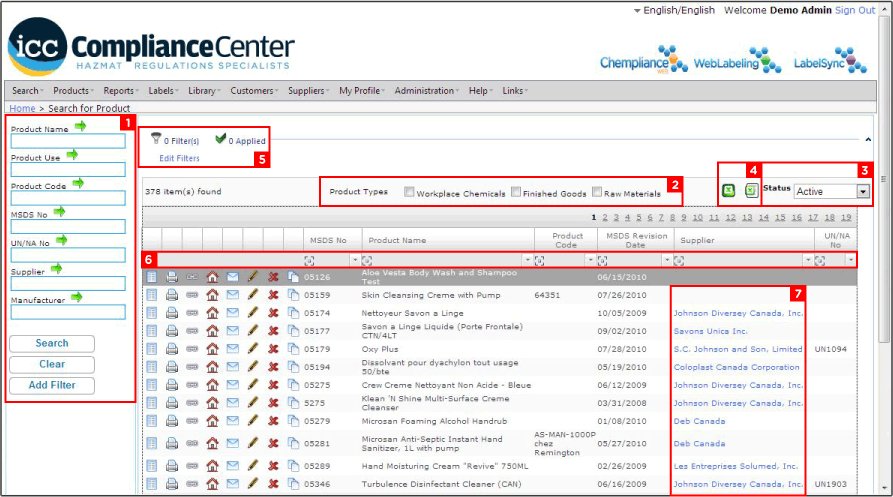 English/English Welcome Demo Admin Sign Out
icc ComplianceCenter
HAZMAT REGULATIONS SPECIALISTS
Chempliance WEB WebLabeling LabelSync
Search Products Reports Labels Library Customers Suppliers My Profile Administration Help Links
Home > Search for Product
1
Product Name
Product Use
Product Code
MSDS No
UN/NA No
Supplier
Manufacturer
Search
Clear
Add Filter
0 Filter(s) 0 Applied
Edit Filters
5
378 item(s) found
Product Types Workplace Chemicals Finished Goods Raw Materials 2
4
Status Active 3
1 2 3 4 5 6 7 8 9 10 11 12 13 14 15 16 17 18 19
MSDS No Product Name Product Code MSDS Revision Date Supplier UN/NA No
6
05126 Aloe Vesta Body Wash and Shampoo Test 06/15/2010
7
05159 Skin Cleansing Creme with Pump 64351 07/26/2010
05174 Nettoyeur Savon a Linge 10/05/2009 Johnson Diversey Canada, Inc.
05177 Savon a Linge Liquide (Porte Frontale) CTN/4LT 09/02/2010 Savons Unica Inc.
05179 Oxy Plus 07/28/2010 S.C. Johnson and Son, Limited UN1094
05194 Dissolvant pour dyachylon tout usage 50/bte 05/19/2010 Coloplast Canada Corporation
05275 Crew Creme Nettoyant Non Acide - Bleue 06/12/2009 Johnson Diversey Canada, Inc.
5275 Klean 'N Shine Multi-Surface Creme Cleanser 03/31/2008 Johnson Diversey Canada, Inc.
05279 Microsan Foaming Alcohol Handrub 01/08/2010 Deb Canada
05281 Microsan Anti-Septic Instant Hand Sanitizer, 1L with pump AS-MAN-1000P chez Remington 05/27/2010 Deb Canada
05289 Hand Moisturing Cream "Revive" 750ML 02/26/2009 Les Entreprises Solumed, Inc.
05346 Turbulence Disinfectant Cleaner (CAN) 06/16/2009 Johnson Diversey Canada, Inc. UN1903